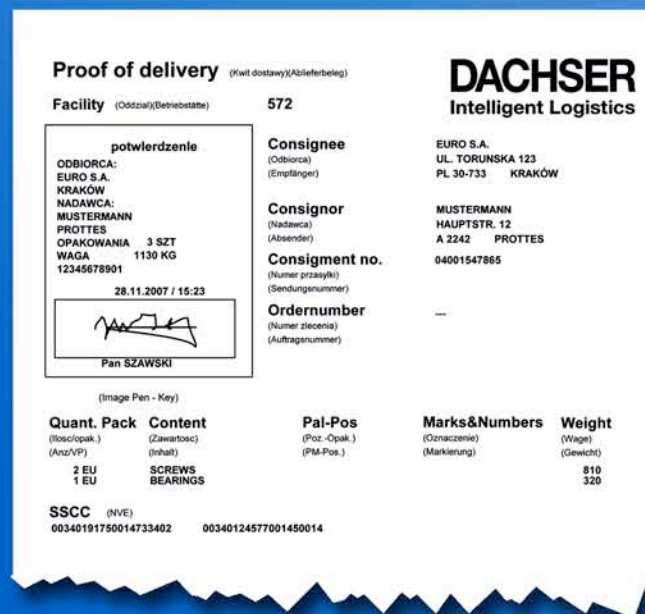 Proof of delivery (Kwit dostawy)(Ablieferbeleg)
DACHSER
Intelligent Logistics
Facility (Oddzial)(Betriebstätte) 572
potwlerdzenle
ODBIORCA:
EURO S.A.
KRAKÓW
NADAWCA:
MUSTERMANN
PROTTES
OPAKOWANIA 3 SZT
WAGA 1130 KG
12345678901
28.11.2007 / 15:23
Pan SZAWSKI
(Image Pen - Key)
Consignee EURO S.A.
(Odbiorca) UL. TORUNSKA 123
(Empfänger) PL 30-733 KRAKÓW
Consignor MUSTERMANN
(Nadawca) HAUPTSTR. 12
(Absender) A 2242 PROTTES
Consigment no. 04001547865
(Numer przasylki)
(Sendungsnummer)
Ordernumber ---
(Numer zlecenia)
(Auftragsnummer)
Quant. Pack Content Pal-Pos Marks&Numbers Weight
(Ilosc/opak.) (Zawartosc) (Poz.-Opak.) (Oznaczenie) (Wage)
(Anz/VP) (Inhalt) (PM-Pos.) (Markierung) (Gewicht)
2 EU SCREWS 810
1 EU BEARINGS 320
SSCC (NVE)
00340191750014733402 00340124577001450014